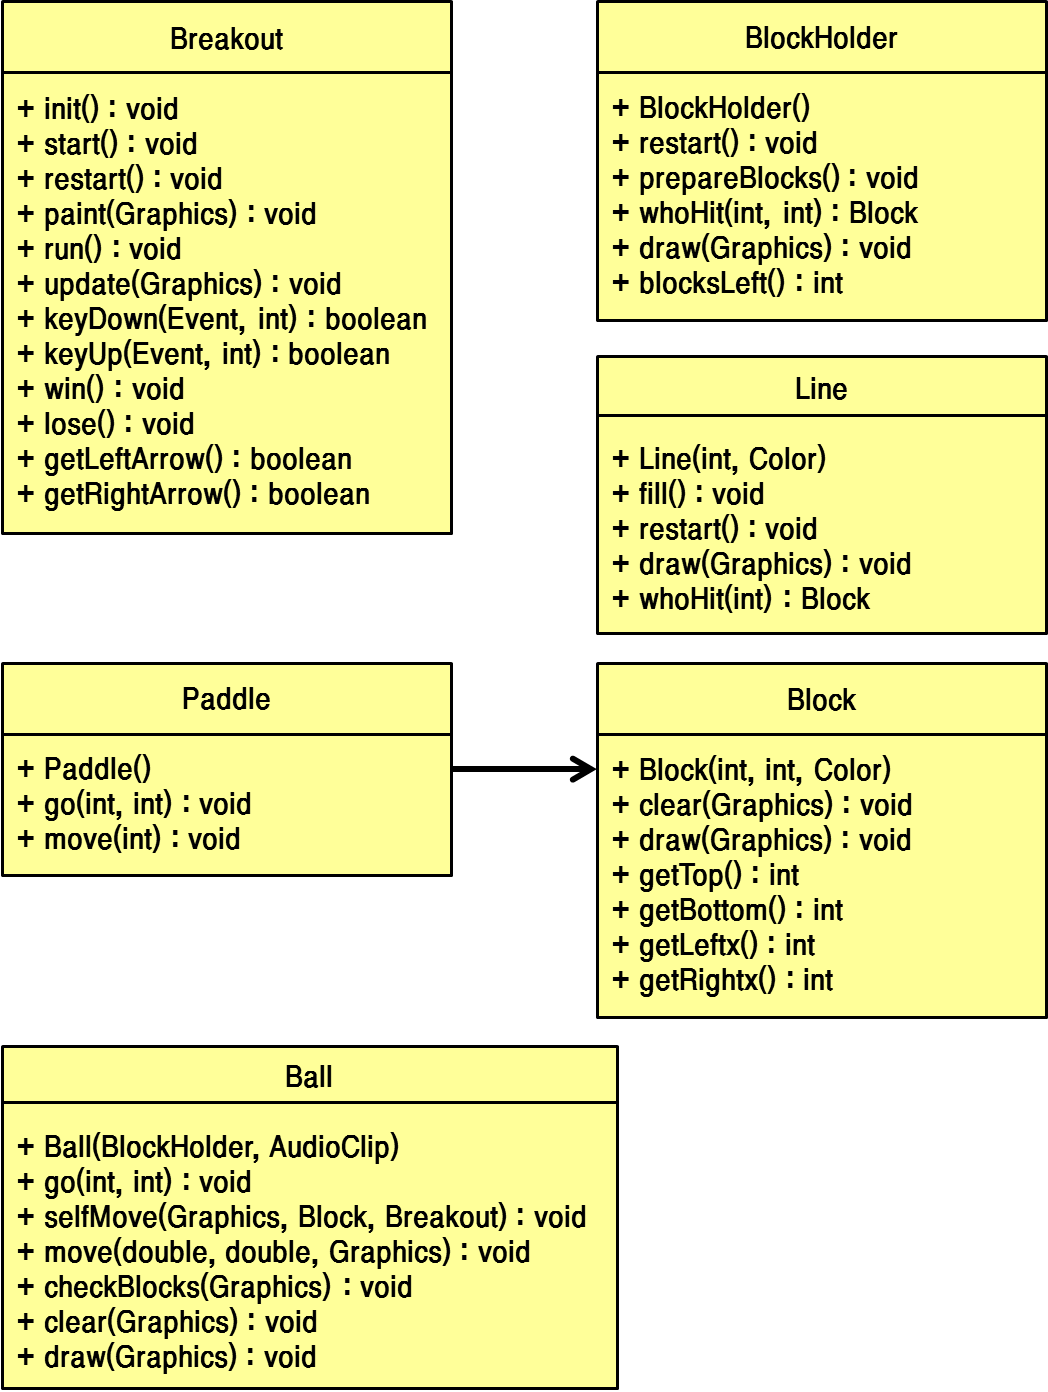 Breakout
+ init() : void
+ start() : void
+ restart() : void
+ paint(Graphics) : void
+ run() : void
+ update(Graphics) : void
+ keyDown(Event, int) : boolean
+ keyUp(Event, int) : boolean
+ win() : void
+ lose() : void
+ getLeftArrow() : boolean
+ getRightArrow() : boolean
BlockHolder
+ BlockHolder()
+ restart() : void
+ prepareBlocks() : void
+ whoHit(int, int) : Block
+ draw(Graphics) : void
+ blocksLeft() : int
Line
+ Line(int, Color)
+ fill() : void
+ restart() : void
+ draw(Graphics) : void
+ whoHit(int) : Block
Paddle
+ Paddle()
+ go(int, int) : void
+ move(int) : void
Block
+ Block(int, int, Color)
+ clear(Graphics) : void
+ draw(Graphics) : void
+ getTop() : int
+ getBottom() : int
+ getLeftx() : int
+ getRightx() : int
Ball
+ Ball(BlockHolder, AudioClip)
+ go(int, int) : void
+ selfMove(Graphics, Block, Breakout) : void
+ move(double, double, Graphics) : void
+ checkBlocks(Graphics) : void
+ clear(Graphics) : void
+ draw(Graphics) : void